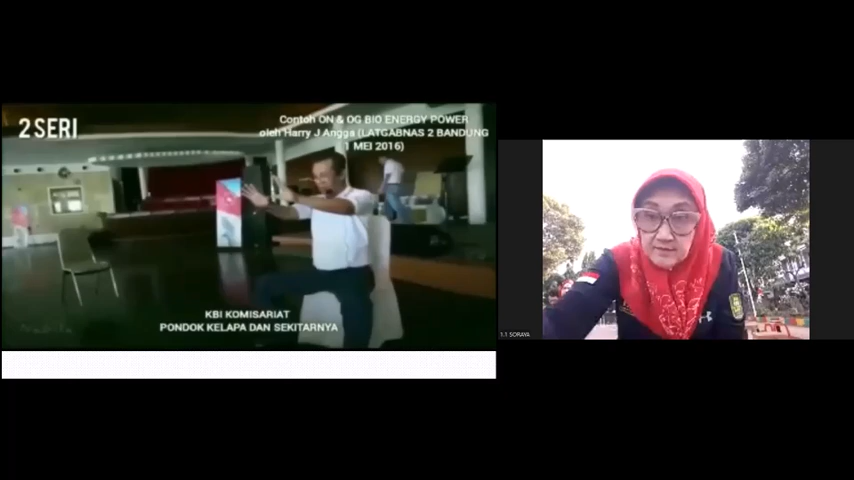 2 SERI
Contoh ON & OG BIO ENERGY POWER
oleh Harry J Angga (LATGABNAS 2 BANDUNG
1 MEI 2016)
KBI KOMISARIAT
PONDOK KELAPA DAN SEKITARNYA
1.1 SORAYA